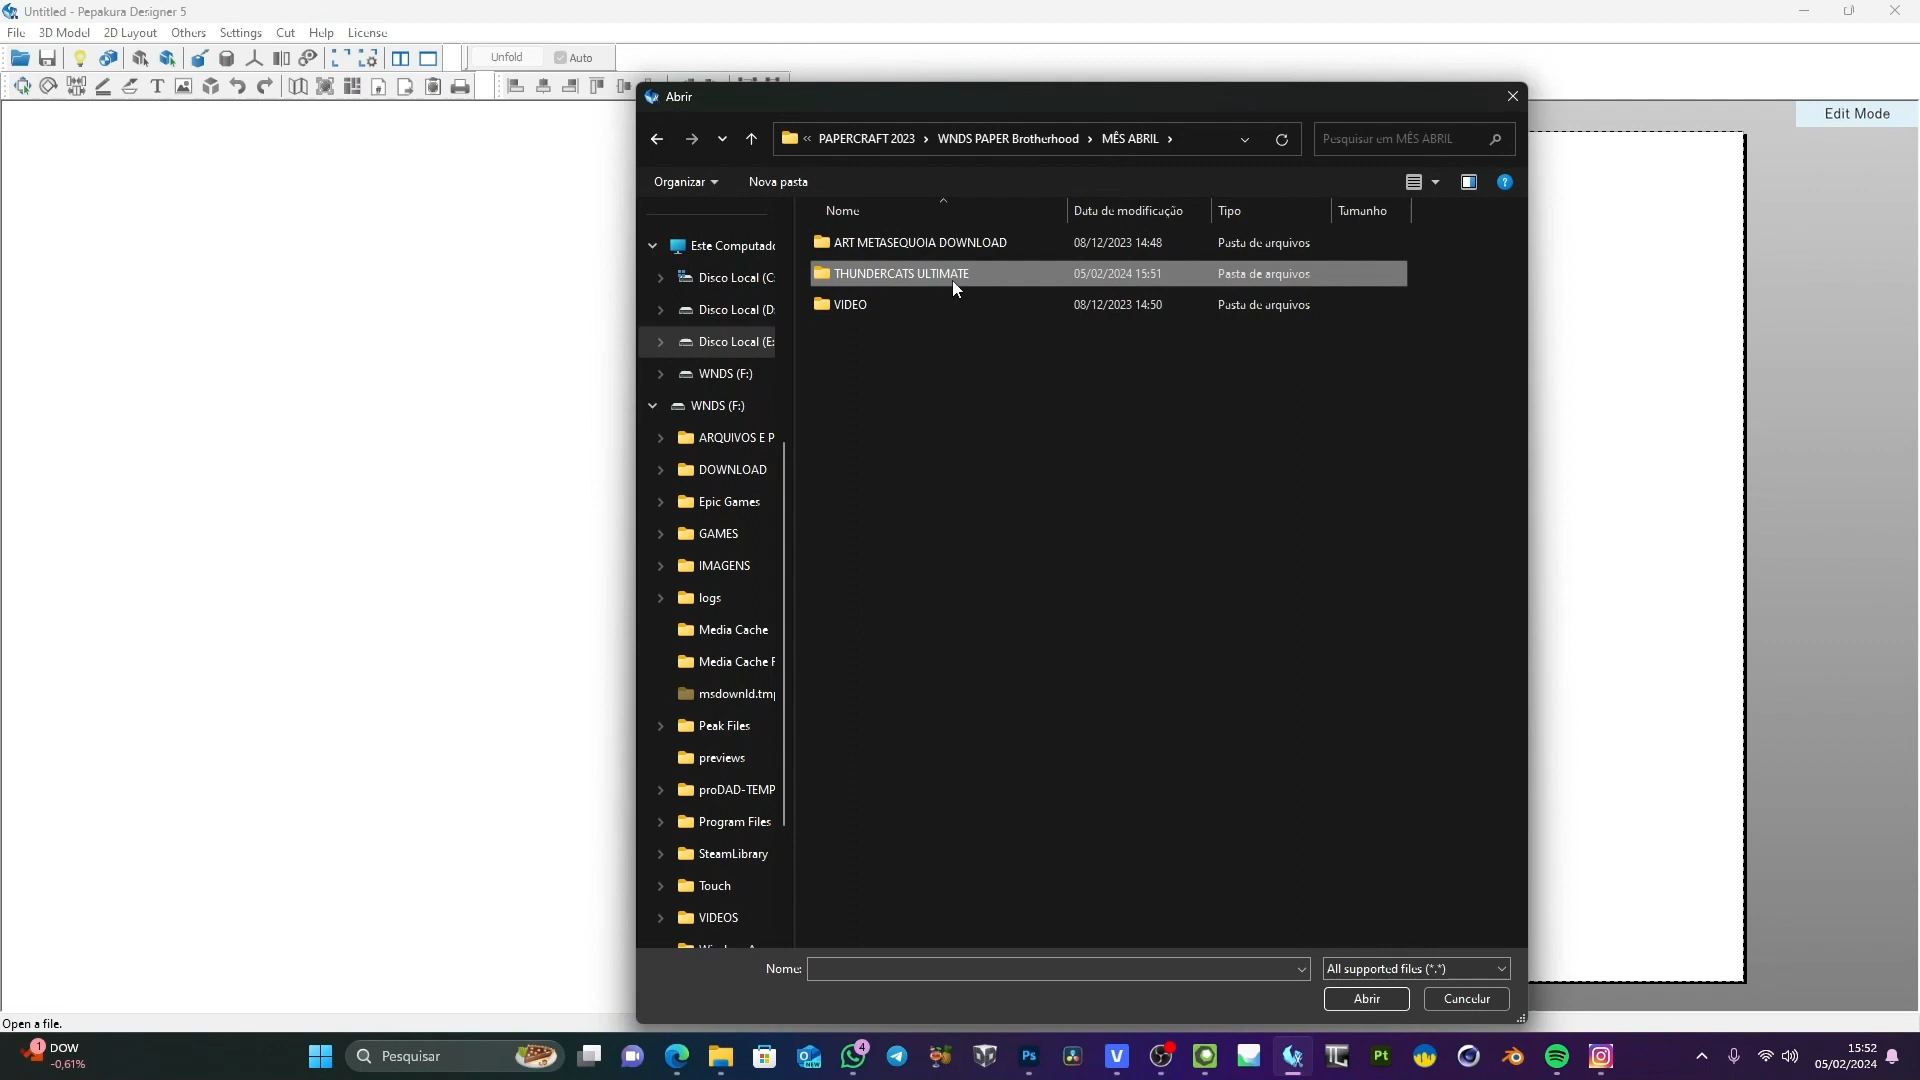 Untitled - Pepakura Designer 5
File 3D Model 2D Layout Others Settings Cut Help License
Unfold Auto
Edit Mode
Abrir
« PAPERCRAFT 2023 › WNDS PAPER Brotherhood › MÊS ABRIL ›
Pesquisar em MÊS ABRIL
Organizar Nova pasta
Nome Data de modificação Tipo Tamanho
ART METASEQUOIA DOWNLOAD 08/12/2023 14:48 Pasta de arquivos
THUNDERCATS ULTIMATE 05/02/2024 15:51 Pasta de arquivos
VIDEO 08/12/2023 14:50 Pasta de arquivos
Este Computado
Disco Local (C:
Disco Local (D:
Disco Local (E:
WNDS (F:)
WNDS (F:)
ARQUIVOS E P
DOWNLOAD
Epic Games
GAMES
IMAGENS
logs
Media Cache
Media Cache F
msdownld.tmp
Peak Files
previews
proDAD-TEMP
Program Files
SteamLibrary
Touch
VIDEOS
Nome:
All supported files (*.*)
Abrir Cancelar
Open a file.
1 DOW
-0,61%
Pesquisar
4
Ps
V
Pt
15:52
05/02/2024